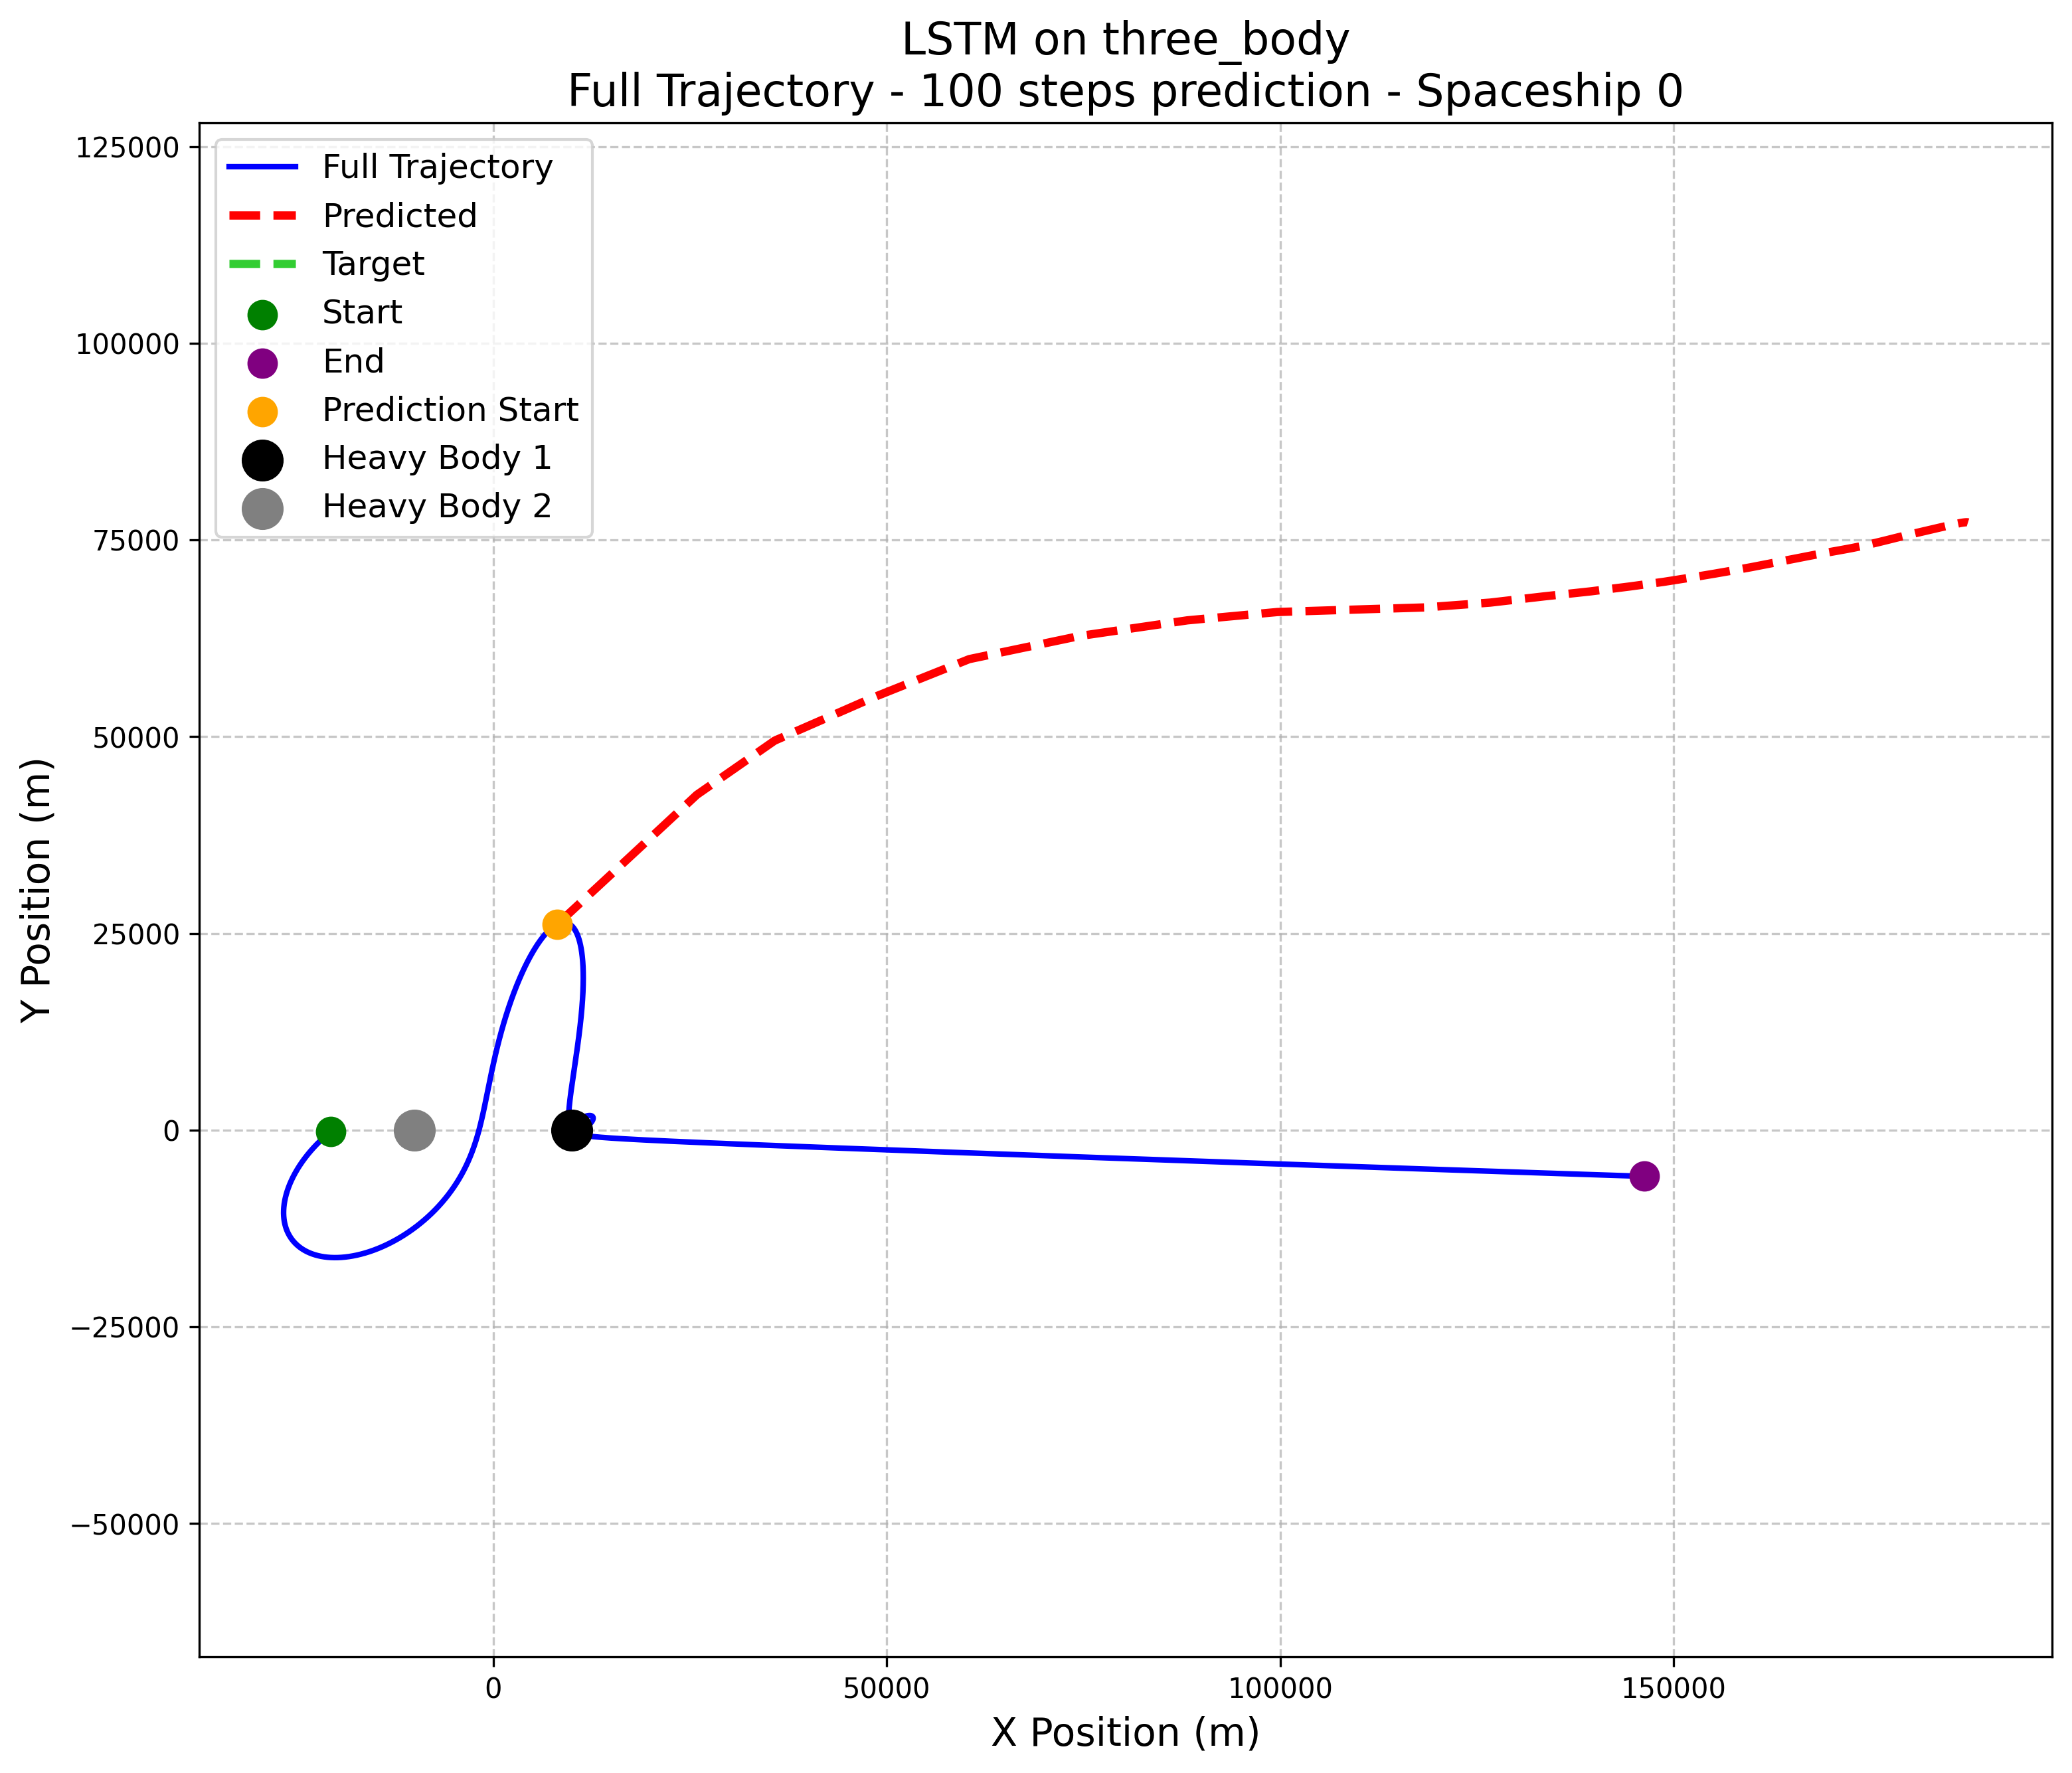 LSTM on three_body
Full Trajectory - 100 steps prediction - Spaceship 0
125000
100000
75000
50000
25000
0
−25000
−50000
Y Position (m)
Full Trajectory
Predicted
Target
Start
End
Prediction Start
Heavy Body 1
Heavy Body 2
0
50000
100000
150000
X Position (m)